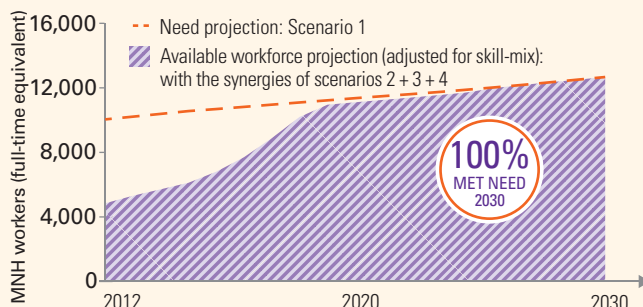 MNH workers (full-time equivalent)
16,000
12,000
8,000
4,000
0
Need projection: Scenario 1
Available workforce projection (adjusted for skill-mix):
with the synergies of scenarios 2 + 3 + 4
100%
MET NEED
2030
2012
2020
2030